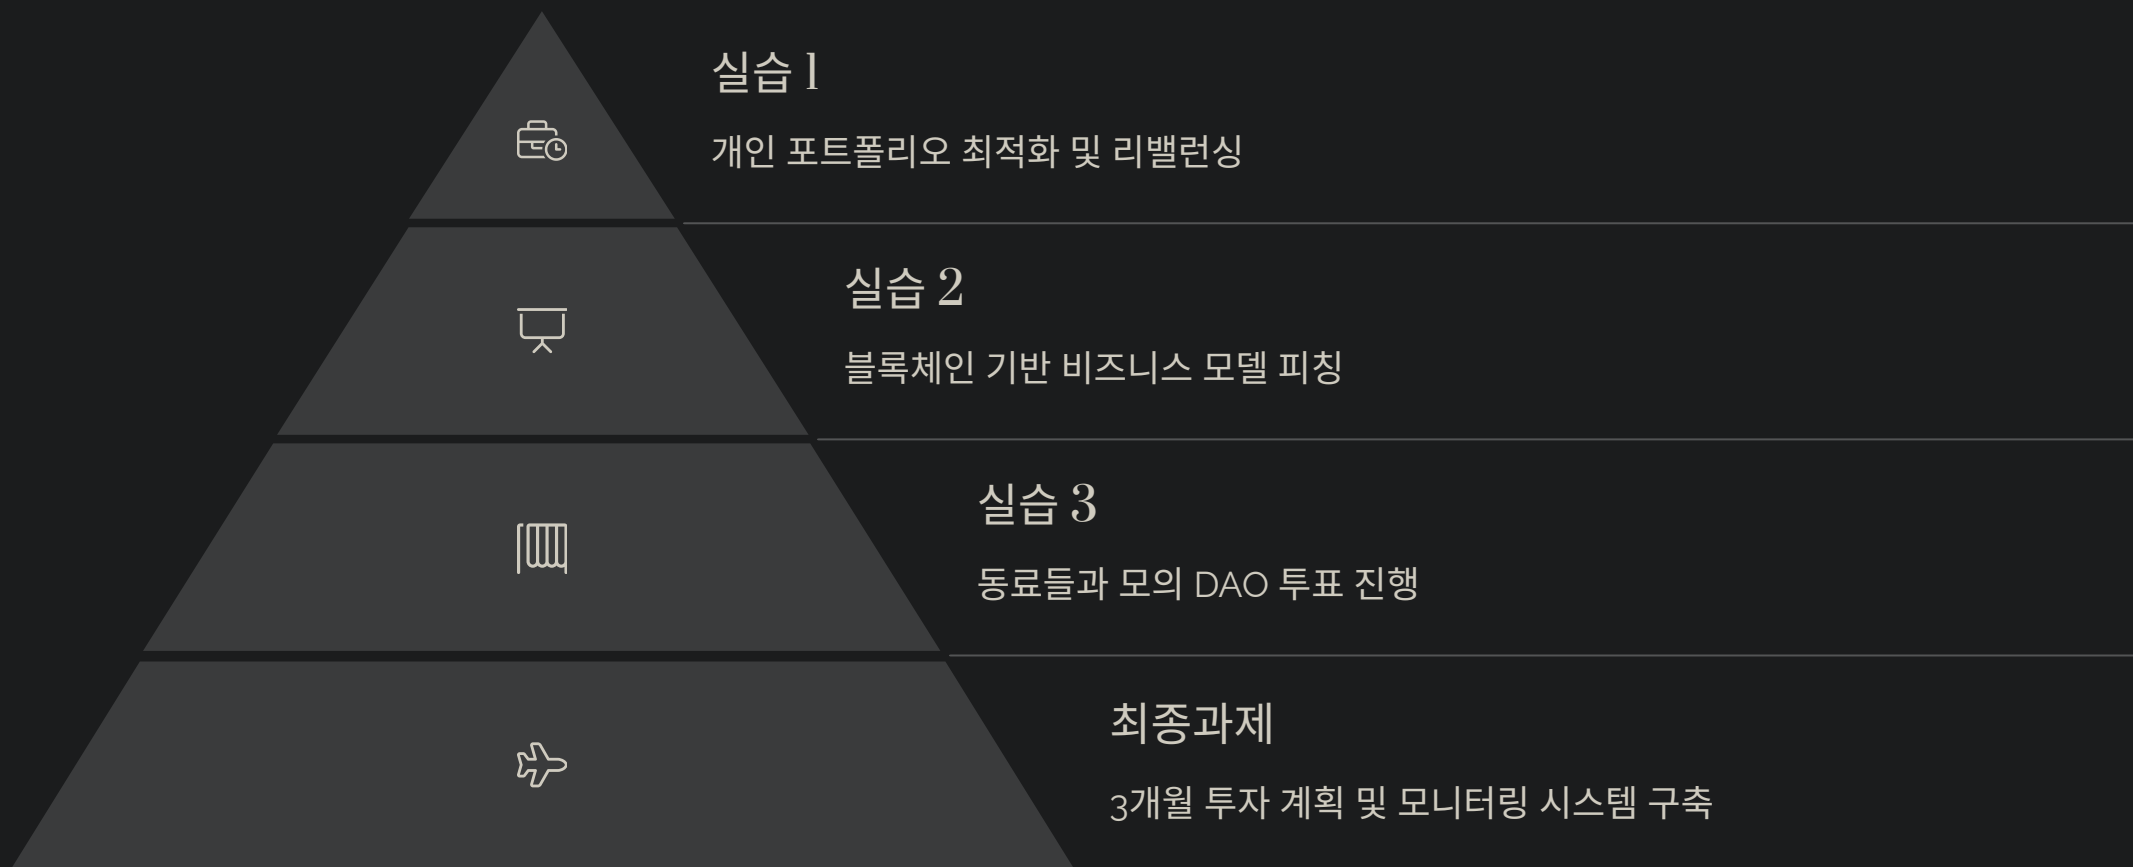 실습 1
개인 포트폴리오 최적화 및 리밸런싱
실습 2
블록체인 기반 비즈니스 모델 피칭
실습 3
동료들과 모의 DAO 투표 진행
최종과제
3개월 투자 계획 및 모니터링 시스템 구축